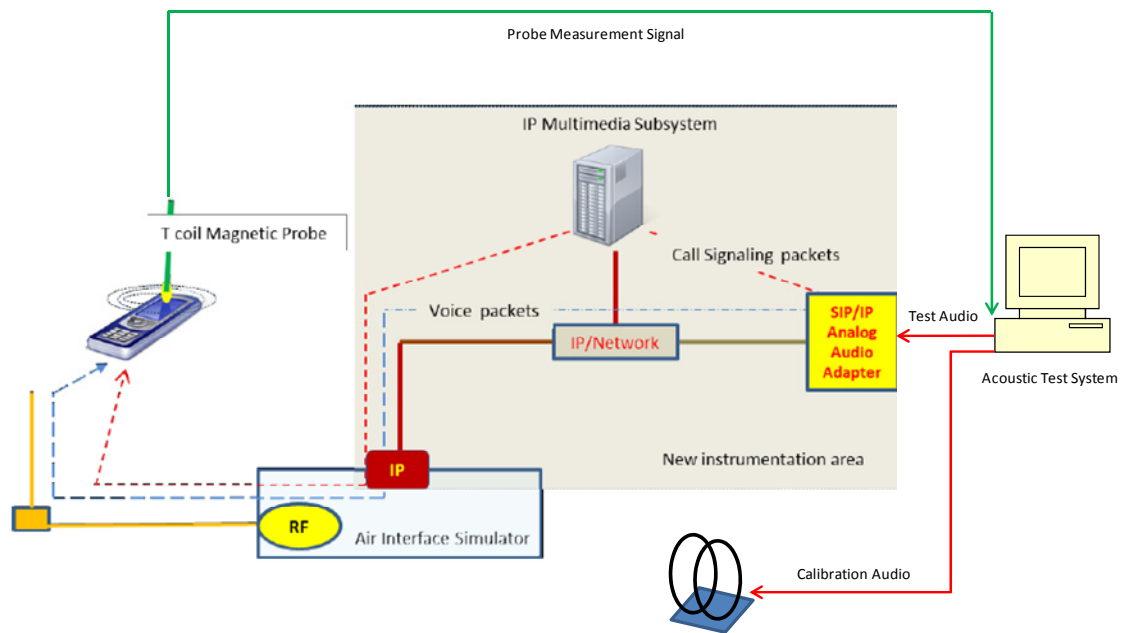 Probe Measurement Signal
IP Multimedia Subsystem
T coil Magnetic Probe
Call Signaling packets
Voice packets
SIP/IP
Analog
Audio
Adapter
Test Audio
IP/Network
Acoustic Test System
New instrumentation area
IP
RF
Air Interface Simulator
Calibration Audio